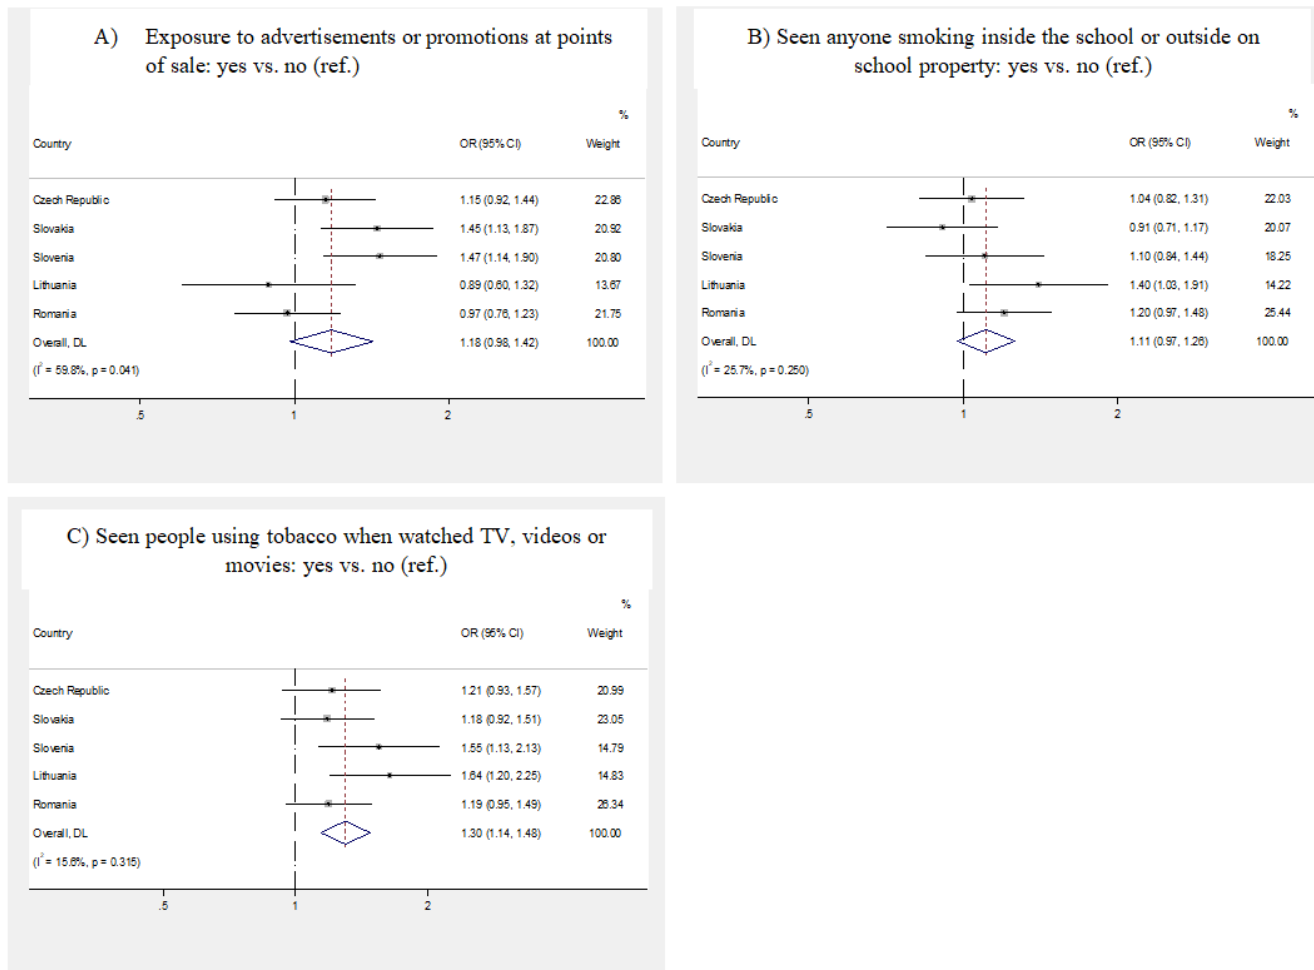 A) Exposure to advertisements or promotions at points
of sale: yes vs. no (ref.)
%
Country OR (95% CI) Weight
Czech Republic 1.15 (0.92, 1.44) 22.86
Slovakia 1.45 (1.13, 1.87) 20.92
Slovenia 1.47 (1.14, 1.90) 20.80
Lithuania 0.89 (0.60, 1.32) 13.67
Romania 0.97 (0.76, 1.23) 21.75
Overall, DL 1.18 (0.98, 1.42) 100.00
(I² = 59.8%, p = 0.041)
.5 1 2
B) Seen anyone smoking inside the school or outside on
school property: yes vs. no (ref.)
%
Country OR (95% CI) Weight
Czech Republic 1.04 (0.82, 1.31) 22.03
Slovakia 0.91 (0.71, 1.17) 20.07
Slovenia 1.10 (0.84, 1.44) 18.25
Lithuania 1.40 (1.03, 1.91) 14.22
Romania 1.20 (0.97, 1.48) 25.44
Overall, DL 1.11 (0.97, 1.26) 100.00
(I² = 25.7%, p = 0.250)
.5 1 2
C) Seen people using tobacco when watched TV, videos or
movies: yes vs. no (ref.)
%
Country OR (95% CI) Weight
Czech Republic 1.21 (0.93, 1.57) 20.99
Slovakia 1.18 (0.92, 1.51) 23.05
Slovenia 1.55 (1.13, 2.13) 14.79
Lithuania 1.64 (1.20, 2.25) 14.83
Romania 1.19 (0.95, 1.49) 26.34
Overall, DL 1.30 (1.14, 1.48) 100.00
(I² = 15.6%, p = 0.315)
.5 1 2